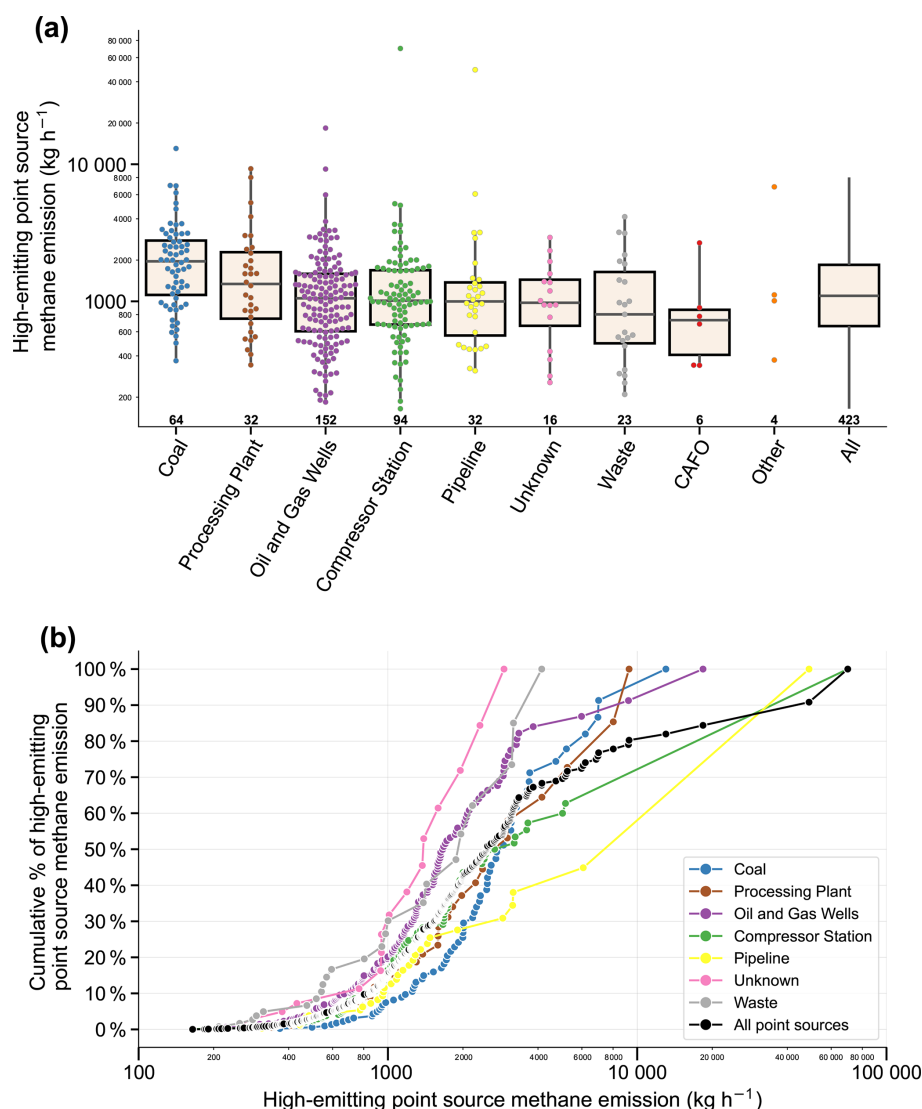 (a)
High-emitting point source
methane emission (kg h⁻¹)
80 000
60 000
40 000
20 000
10 000
8000
6000
4000
2000
1000
800
600
400
200
64
32
152
94
32
16
23
6
4
423
Coal
Processing Plant
Oil and Gas Wells
Compressor Station
Pipeline
Unknown
Waste
CAFO
Other
All
(b)
Cumulative % of high-emitting
point source methane emission
100 %
90 %
80 %
70 %
60 %
50 %
40 %
30 %
20 %
10 %
0 %
Coal
Processing Plant
Oil and Gas Wells
Compressor Station
Pipeline
Unknown
Waste
All point sources
100
200
400
600
800
1000
2000
4000
6000
8000
10 000
20 000
40 000
60 000
80 000
100 000
High-emitting point source methane emission (kg h⁻¹)